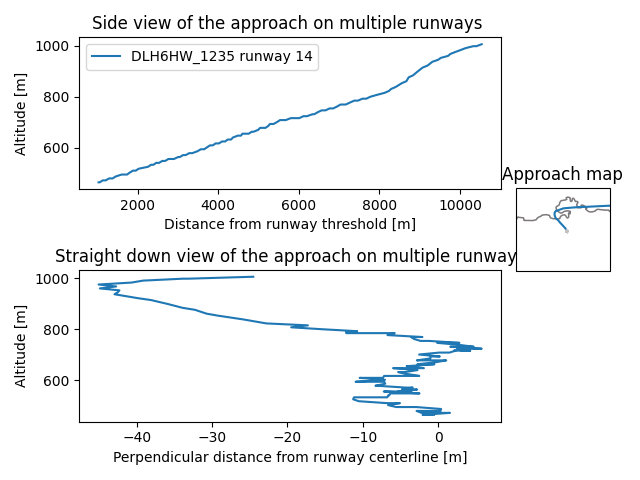 Side view of the approach on multiple runways
1000
800
600
Altitude [m]
DLH6HW_1235 runway 14
2000 4000 6000 8000 10000
Distance from runway threshold [m]
Approach map
Straight down view of the approach on multiple runway
1000
800
600
Altitude [m]
−40 −30 −20 −10 0
Perpendicular distance from runway centerline [m]